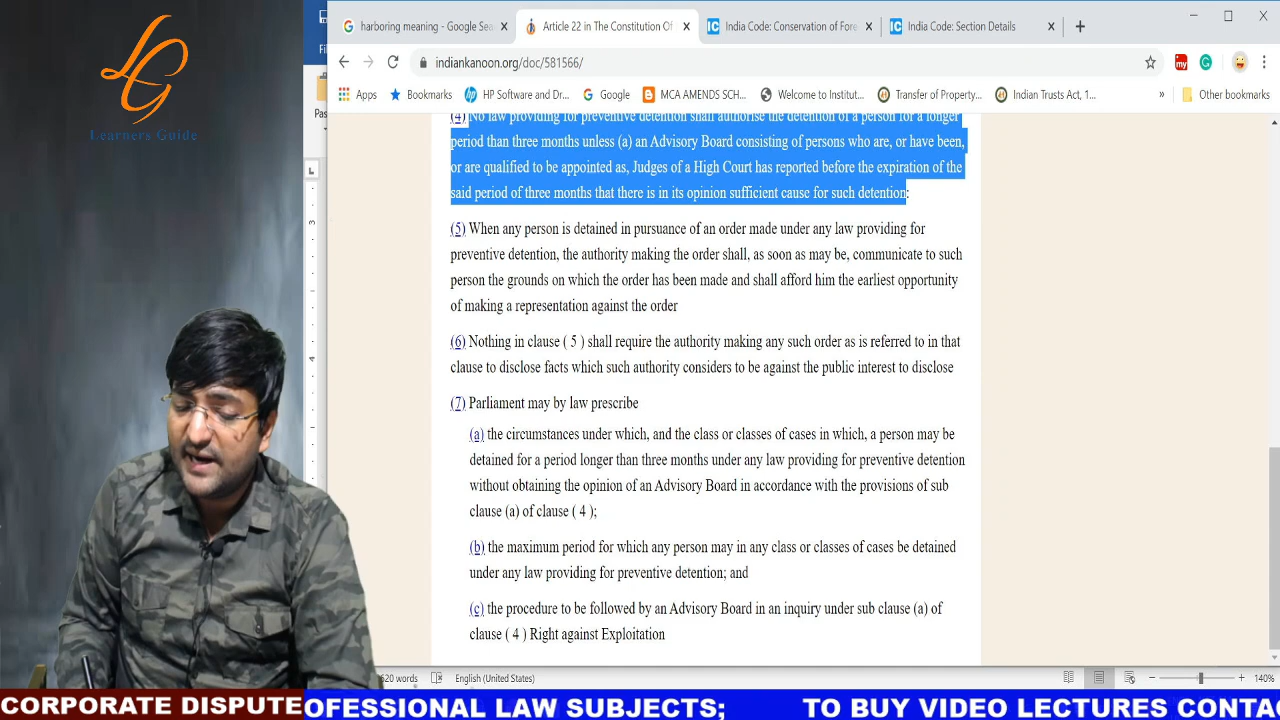 LG
Learners Guide
harboring meaning - Google Sea
Article 22 in The Constitution Of
India Code: Conservation of Fore
India Code: Section Details
indiankanoon.org/doc/581566/
Apps
Bookmarks
HP Software and Dr...
Google
MCA AMENDS SCH...
Welcome to Institut...
Transfer of Property...
Indian Trusts Act, 1...
»
Other bookmarks
Fil
Pas
(4) No law providing for preventive detention shall authorise the detention of a person for a longer
period than three months unless (a) an Advisory Board consisting of persons who are, or have been,
or are qualified to be appointed as, Judges of a High Court has reported before the expiration of the
said period of three months that there is in its opinion sufficient cause for such detention:
(5) When any person is detained in pursuance of an order made under any law providing for
preventive detention, the authority making the order shall, as soon as may be, communicate to such
person the grounds on which the order has been made and shall afford him the earliest opportunity
of making a representation against the order
(6) Nothing in clause ( 5 ) shall require the authority making any such order as is referred to in that
clause to disclose facts which such authority considers to be against the public interest to disclose
(7) Parliament may by law prescribe
(a) the circumstances under which, and the class or classes of cases in which, a person may be
detained for a period longer than three months under any law providing for preventive detention
without obtaining the opinion of an Advisory Board in accordance with the provisions of sub
clause (a) of clause ( 4 );
(b) the maximum period for which any person may in any class or classes of cases be detained
under any law providing for preventive detention; and
(c) the procedure to be followed by an Advisory Board in an inquiry under sub clause (a) of
clause ( 4 ) Right against Exploitation
620 words
English (United States)
140%
CORPORATE DISPUTE
OFESSIONAL LAW SUBJECTS; TO BUY VIDEO LECTURES CONTA